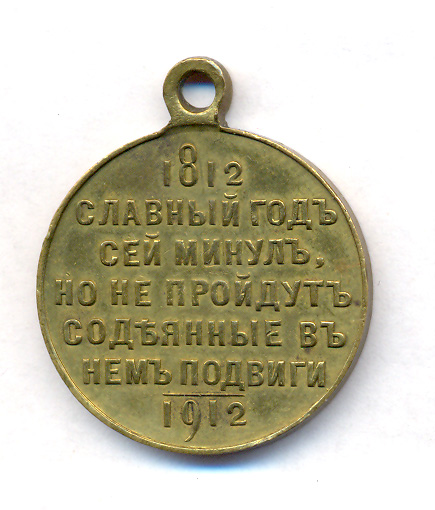 1812
СЛАВНЫЙ ГОДЪ
СЕЙ МИНУЛЪ,
НО НЕ ПРОЙДУТЪ
СОДѢЯННЫЕ ВЪ
НЕМЪ ПОДВИГИ
1912